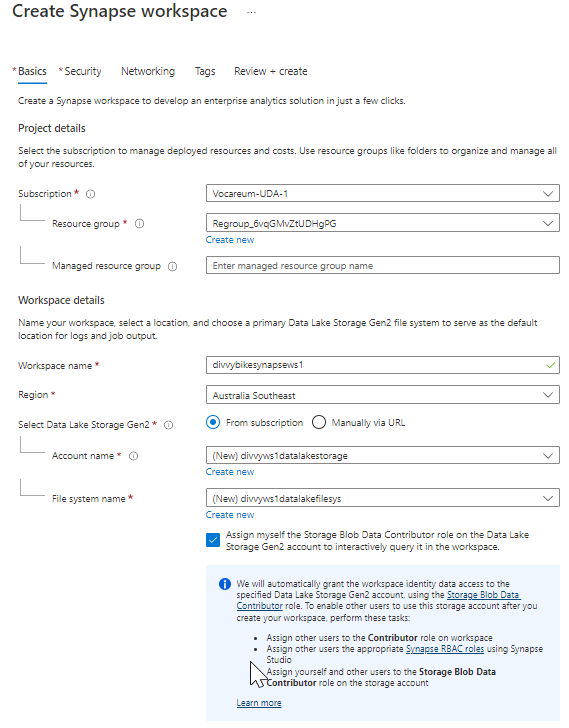 Create Synapse workspace ...
*Basics *Security Networking Tags Review + create
Create a Synapse workspace to develop an enterprise analytics solution in just a few clicks.
Project details
Select the subscription to manage deployed resources and costs. Use resource groups like folders to organize and manage all
of your resources.
Subscription * Vocareum-UDA-1
Resource group * Regroup_6vqGMvZtUDHgPG
Create new
Managed resource group Enter managed resource group name
Workspace details
Name your workspace, select a location, and choose a primary Data Lake Storage Gen2 file system to serve as the default
location for logs and job output.
Workspace name * divvybikesynapsews1
Region * Australia Southeast
Select Data Lake Storage Gen2 * From subscription Manually via URL
Account name * (New) divvyws1datalakestorage
Create new
File system name * (New) divvyws1datalakefilesys
Create new
Assign myself the Storage Blob Data Contributor role on the Data Lake
Storage Gen2 account to interactively query it in the workspace.
We will automatically grant the workspace identity data access to the
specified Data Lake Storage Gen2 account, using the Storage Blob Data
Contributor role. To enable other users to use this storage account after you
create your workspace, perform these tasks:
• Assign other users to the Contributor role on workspace
• Assign other users the appropriate Synapse RBAC roles using Synapse
Studio
Assign yourself and other users to the Storage Blob Data
Contributor role on the storage account
Learn more